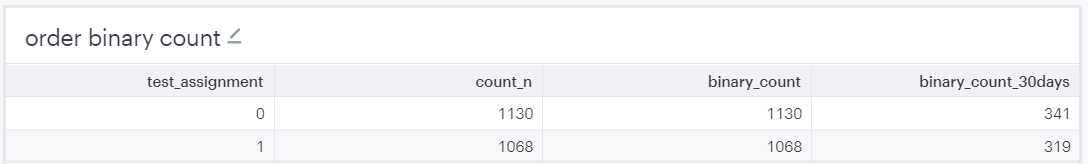 order binary count
test_assignment count_n binary_count binary_count_30days
0 1130 1130 341
1 1068 1068 319